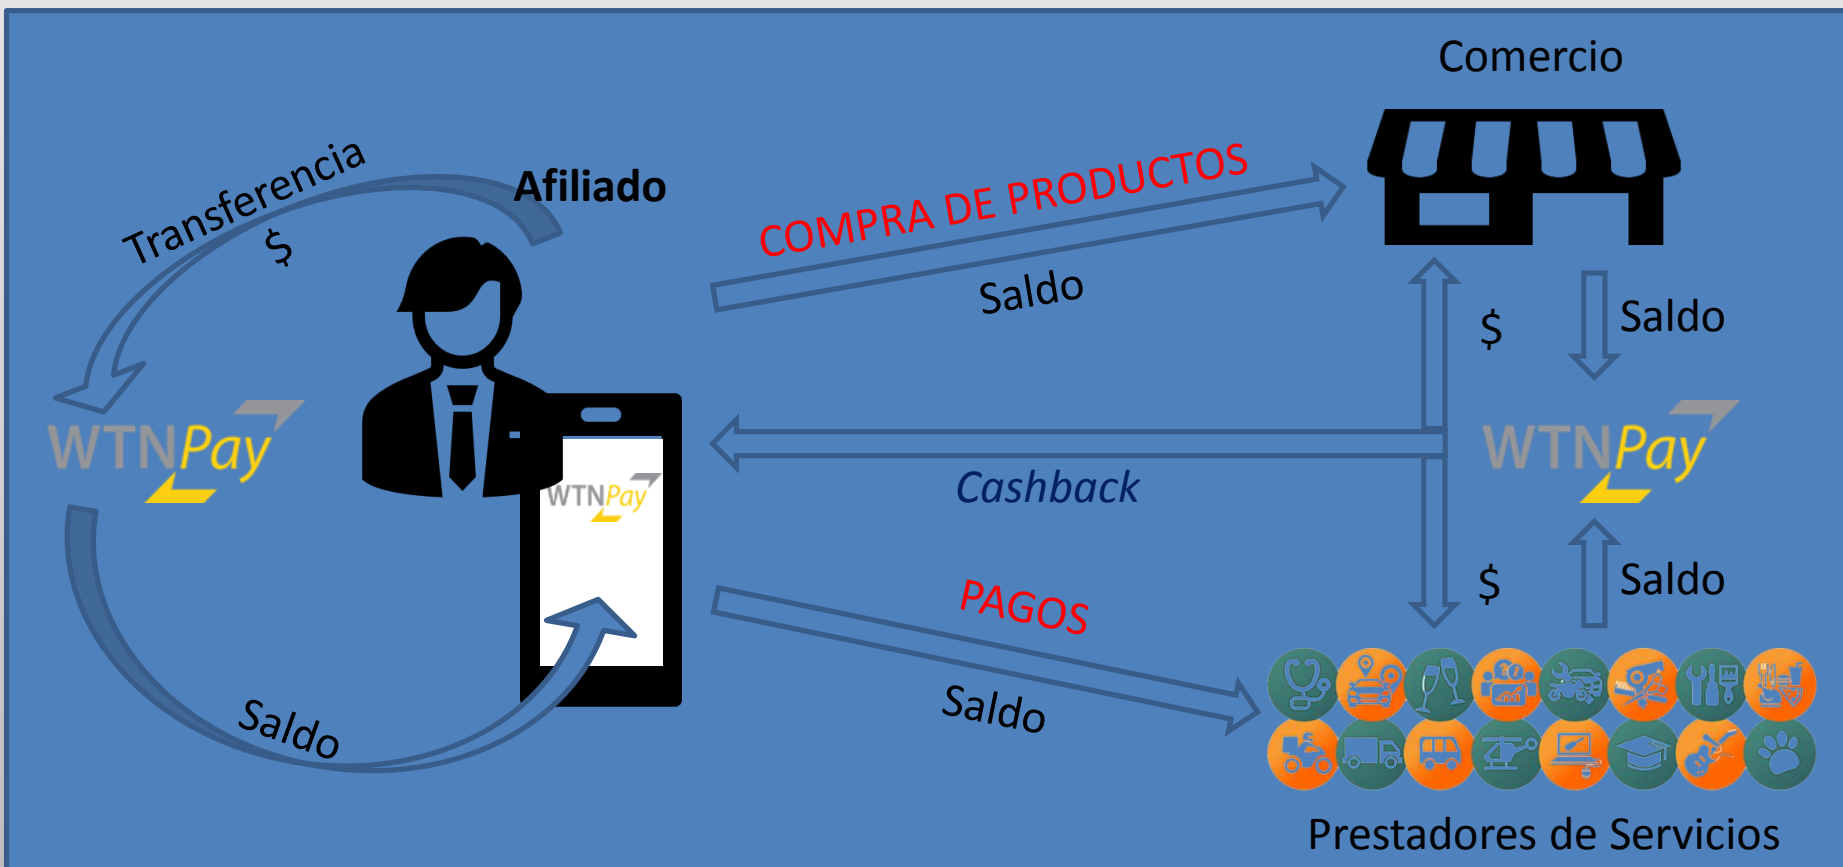 Comercio
Transferencia
$
Afiliado
COMPRA DE PRODUCTOS
Saldo
$
Saldo
WTNPay
WTNPay
WTNPay
Cashback
PAGOS
Saldo
$
Saldo
Saldo
Prestadores de Servicios